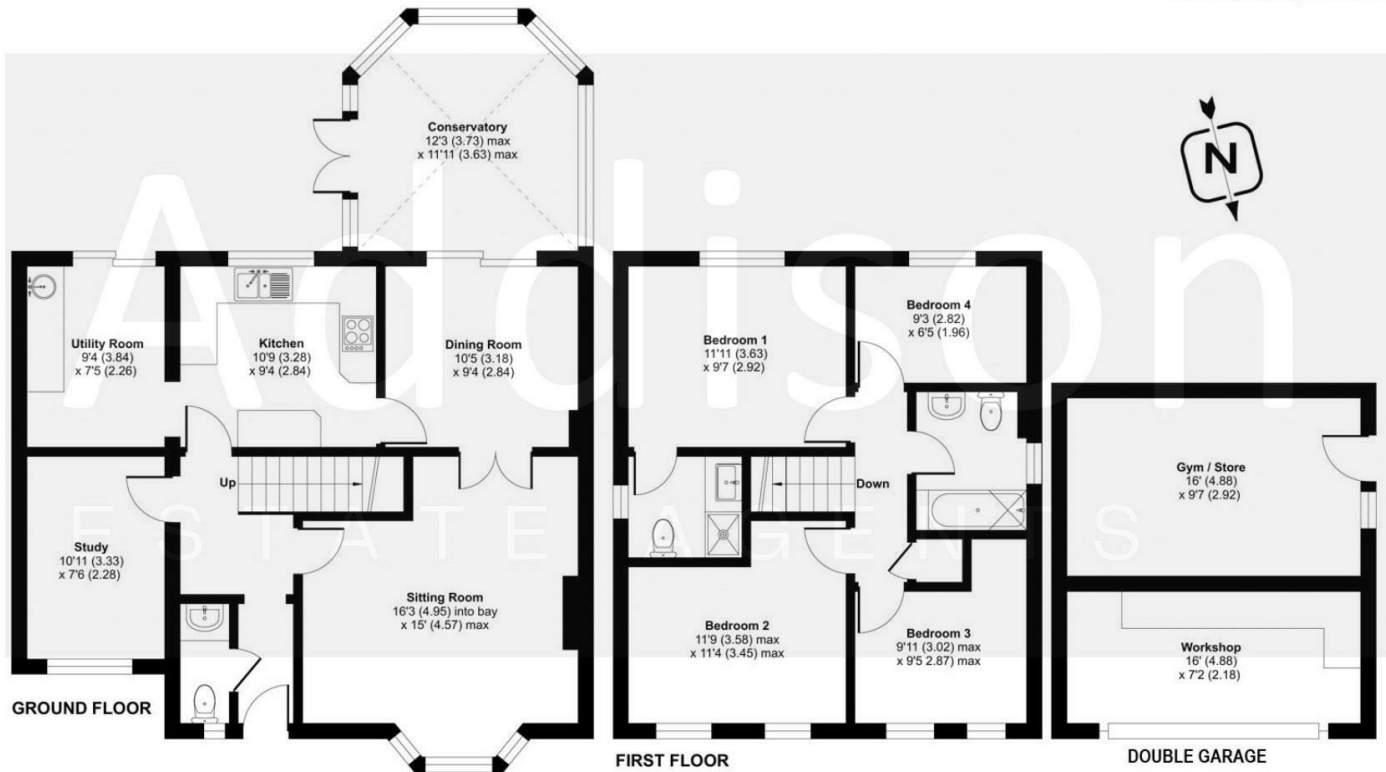 Conservatory
12'3 (3.73) max
x 11'11 (3.63) max
N
Addison
ESTATE AGENTS
Utility Room
9'4 (3.84)
x 7'5 (2.26)
Kitchen
10'9 (3.28)
x 9'4 (2.84)
Dining Room
10'5 (3.18)
x 9'4 (2.84)
Up
Study
10'11 (3.33)
x 7'6 (2.28)
Sitting Room
16'3 (4.95) into bay
x 15' (4.57) max
GROUND FLOOR
Bedroom 1
11'11 (3.63)
x 9'7 (2.92)
Bedroom 4
9'3 (2.82)
x 6'5 (1.96)
Down
Bedroom 2
11'9 (3.58) max
x 11'4 (3.45) max
Bedroom 3
9'11 (3.02) max
x 9'5 2.87) max
FIRST FLOOR
Gym / Store
16' (4.88)
x 9'7 (2.92)
Workshop
16' (4.88)
x 7'2 (2.18)
DOUBLE GARAGE